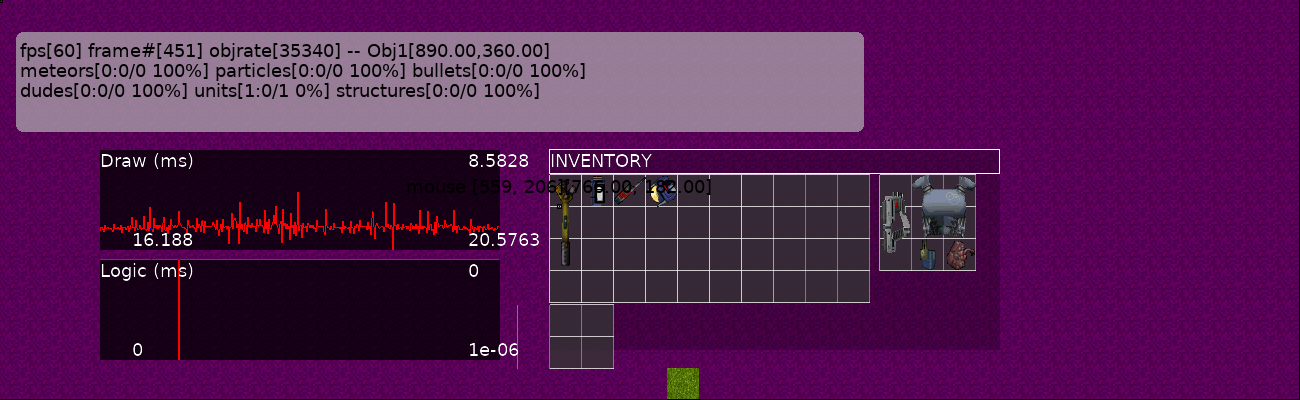 fps[60] frame#[451] objrate[35340] -- Obj1[890.00,360.00]
meteors[0:0/0 100%] particles[0:0/0 100%] bullets[0:0/0 100%]
dudes[0:0/0 100%] units[1:0/1 0%] structures[0:0/0 100%]
Draw (ms) 8.5828
INVENTORY
mouse [559, 206][766.00, 182.00]
16.188 20.5763
Logic (ms) 0
0 1e-06